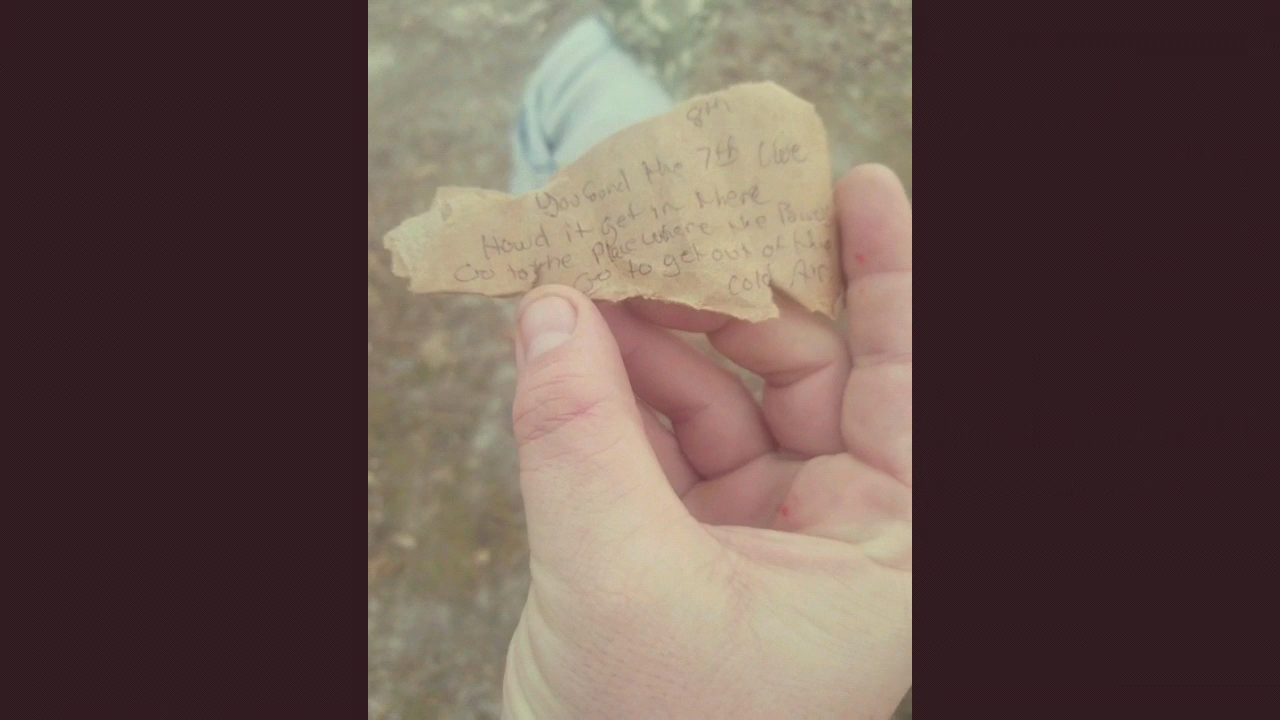 8th
You Found the 7th Clue
Howd it get in there
Go to the Place where the Power
Go to get out of the
Cold Air